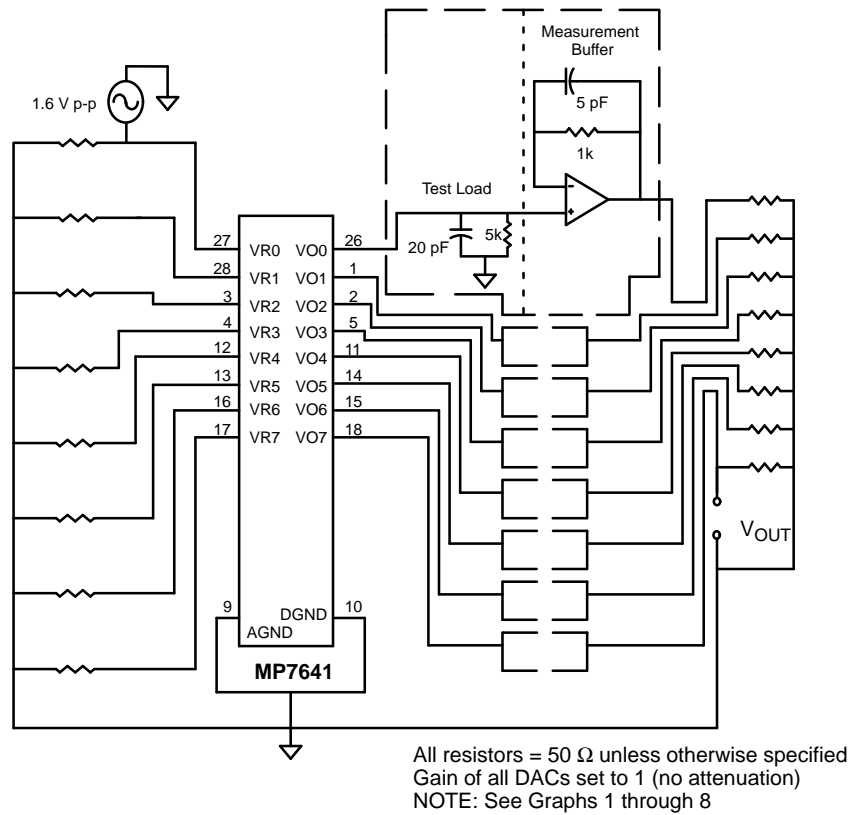 Measurement
Buffer
1.6 V p-p
5 pF
1k
Test Load
20 pF
5k
27 VR0 VO0 26
28 VR1 VO1 1
3 VR2 VO2 2
4 VR3 VO3 5
12 VR4 VO4 11
13 VR5 VO5 14
16 VR6 VO6 15
17 VR7 VO7 18
VOUT
9 10
DGND
AGND
MP7641
All resistors = 50 Ω unless otherwise specified
Gain of all DACs set to 1 (no attenuation)
NOTE: See Graphs 1 through 8